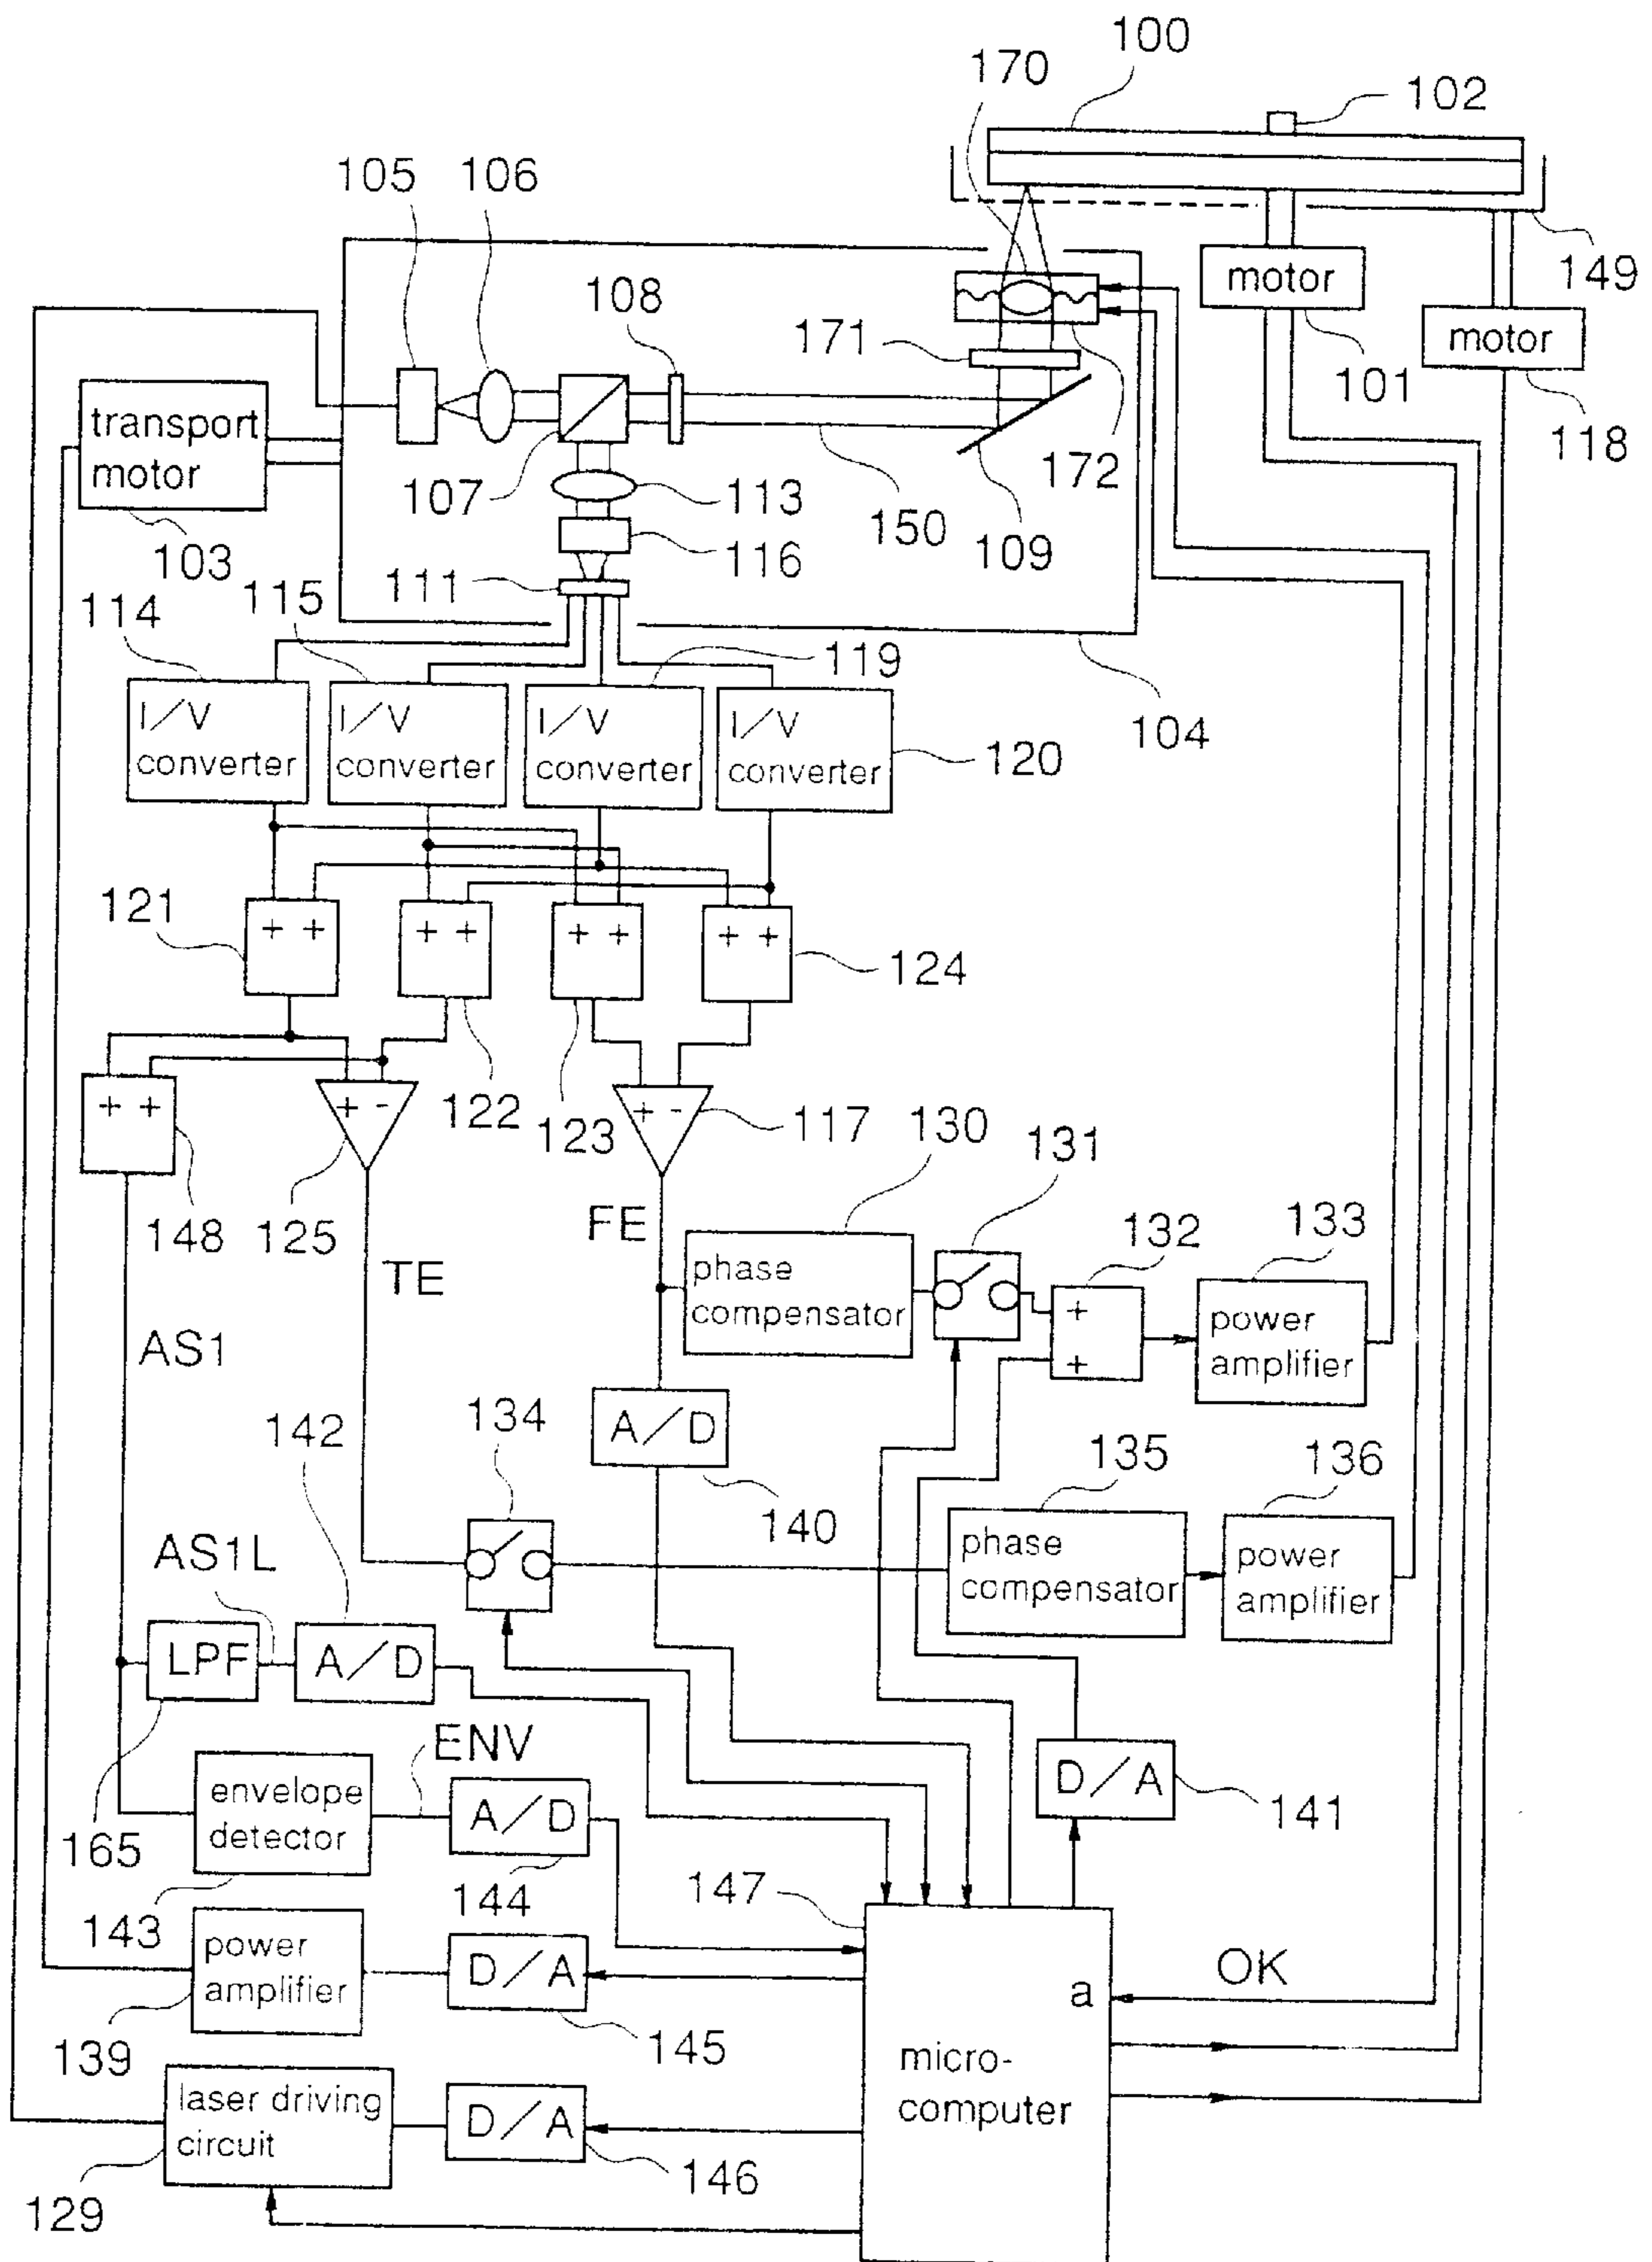 100
170
102
105
106
108
motor
149
171
motor
101
transport
motor
107
113
172
118
150
109
103
116
111
114
115
119
104
I/V
converter
I/V
converter
I/V
converter
I/V
converter
120
121
+ +
+ +
+ +
+ +
124
122
123
+ +
+ -
+ -
117
130
131
148
125
FE
132
133
TE
phase
compensator
+
+
power
amplifier
AS1
142
134
A/D
135
136
140
AS1L
phase
compensator
power
amplifier
LPF
A/D
ENV
165
envelope
detector
A/D
D/A
141
143
144
147
power
amplifier
D/A
a
OK
139
145
micro-
computer
laser driving
circuit
D/A
146
129